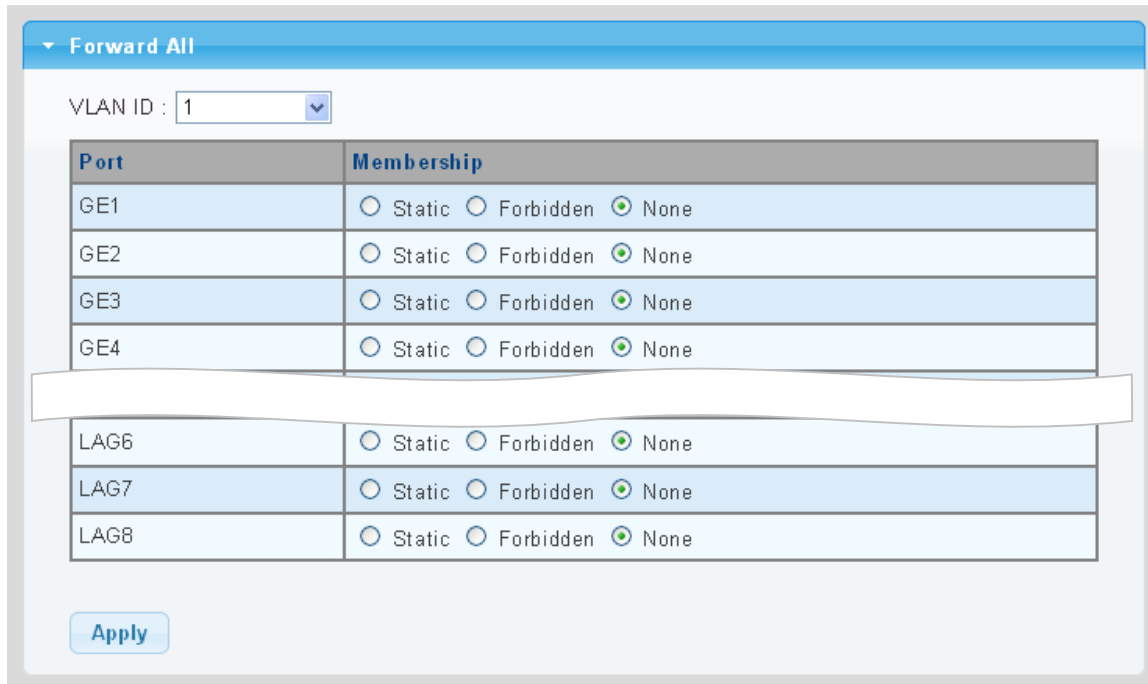 Forward All
VLAN ID : 1
Port Membership
GE1 Static Forbidden None
GE2 Static Forbidden None
GE3 Static Forbidden None
GE4 Static Forbidden None
LAG6 Static Forbidden None
LAG7 Static Forbidden None
LAG8 Static Forbidden None
Apply